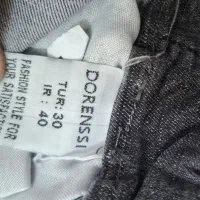 DORENSSI
TUR: 30
IR: 40
FASHION STYLE FOR
YOUR SATISFACTION